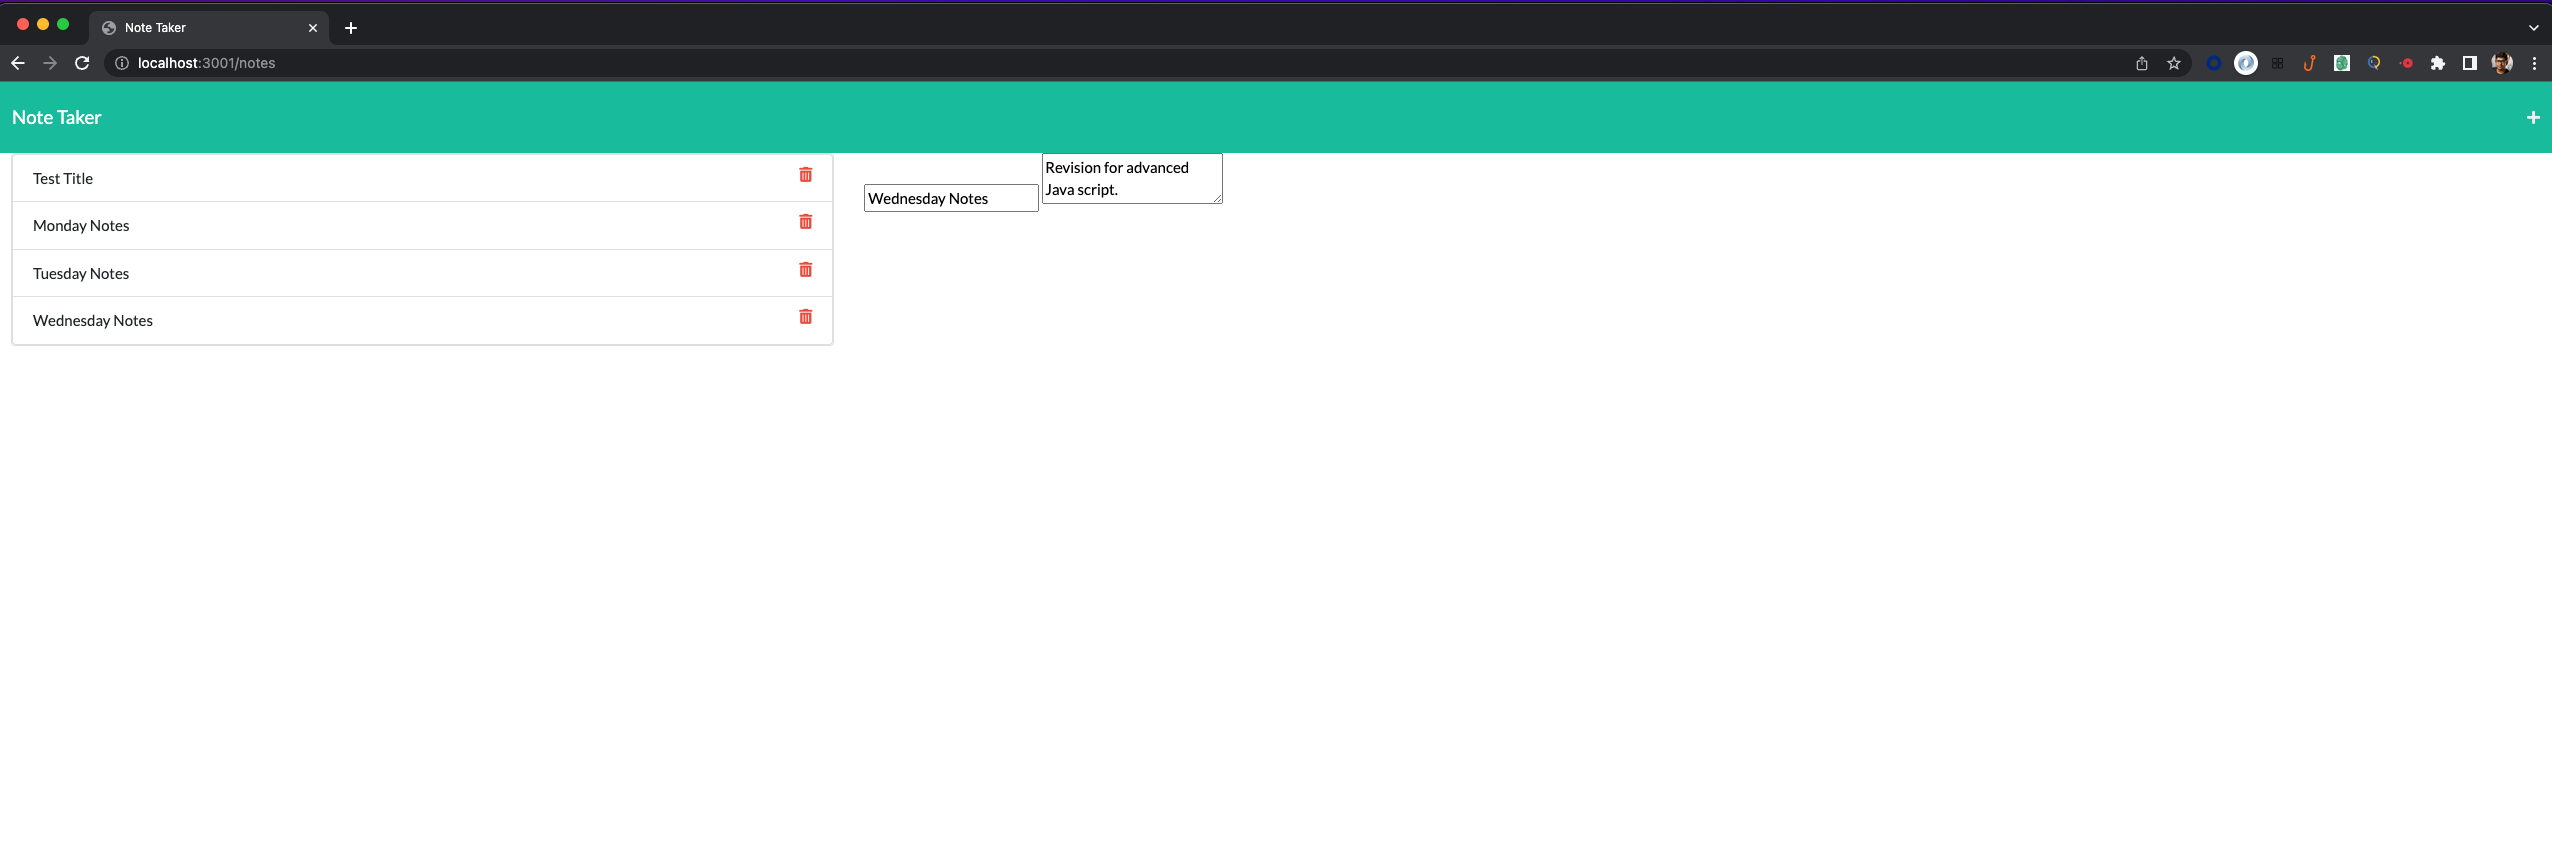 Note Taker
localhost:3001/notes
Note Taker
Test Title
Monday Notes
Tuesday Notes
Wednesday Notes
Wednesday Notes
Revision for advanced
Java script.